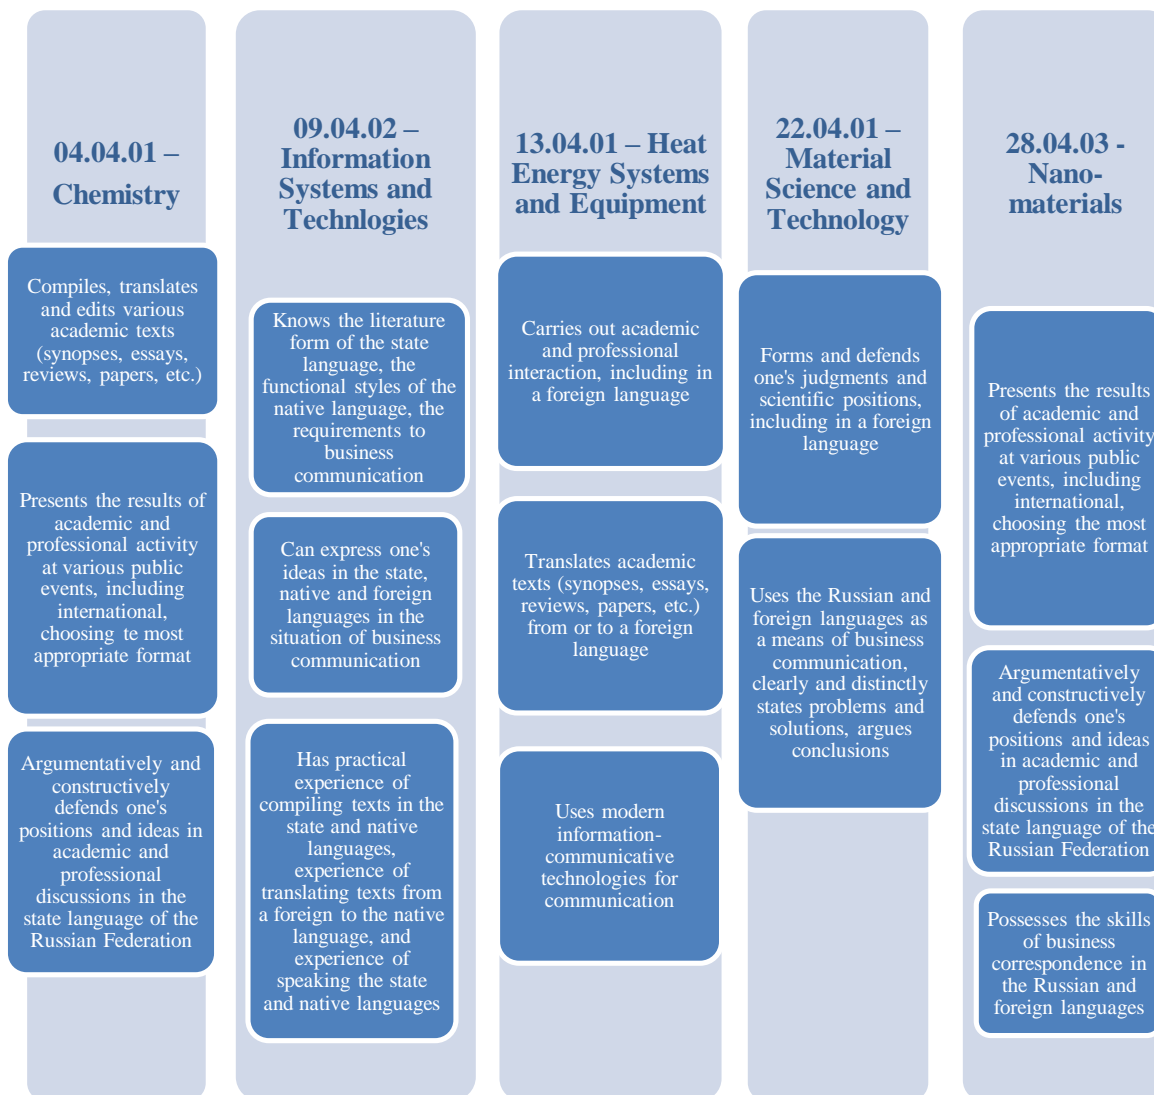 04.04.01 –
Chemistry
Compiles, translates
and edits various
academic texts
(synopses, essays,
reviews, papers, etc.)
Presents the results of
academic and
professional activity
at various public
events, including
international,
choosing te most
appropriate format
Argumentatively and
constructively
defends one's
positions and ideas in
academic and
professional
discussions in the
state language of the
Russian Federation
09.04.02 –
Information
Systems and
Technlogies
Knows the literature
form of the state
language, the
functional styles of the
native language, the
requirements to
business
communication
Can express one's
ideas in the state,
native and foreign
languages in the
situation of business
communication
Has practical
experience of
compiling texts in the
state and native
languages,
experience of
translating texts from
a foreign to the native
language, and
experience of
speaking the state
and native languages
13.04.01 – Heat
Energy Systems
and Equipment
Carries out academic
and professional
interaction, including in
a foreign language
Translates academic
texts (synopses, essays,
reviews, papers, etc.)
from or to a foreign
language
Uses modern
information-
communicative
technologies for
communication
22.04.01 –
Material
Science and
Technology
Forms and defends
one's judgments and
scientific positions,
including in a foreign
language
Uses the Russian and
foreign languages as
a means of business
communication,
clearly and distinctly
states problems and
solutions, argues
conclusions
28.04.03 -
Nano-
materials
Presents the results
of academic and
professional activity
at various public
events, including
international,
choosing the most
appropriate format
Argumentatively
and constructively
defends one's
positions and ideas
in academic and
professional
discussions in the
state language of the
Russian Federation
Possesses the skills
of business
correspondence in
the Russian and
foreign languages